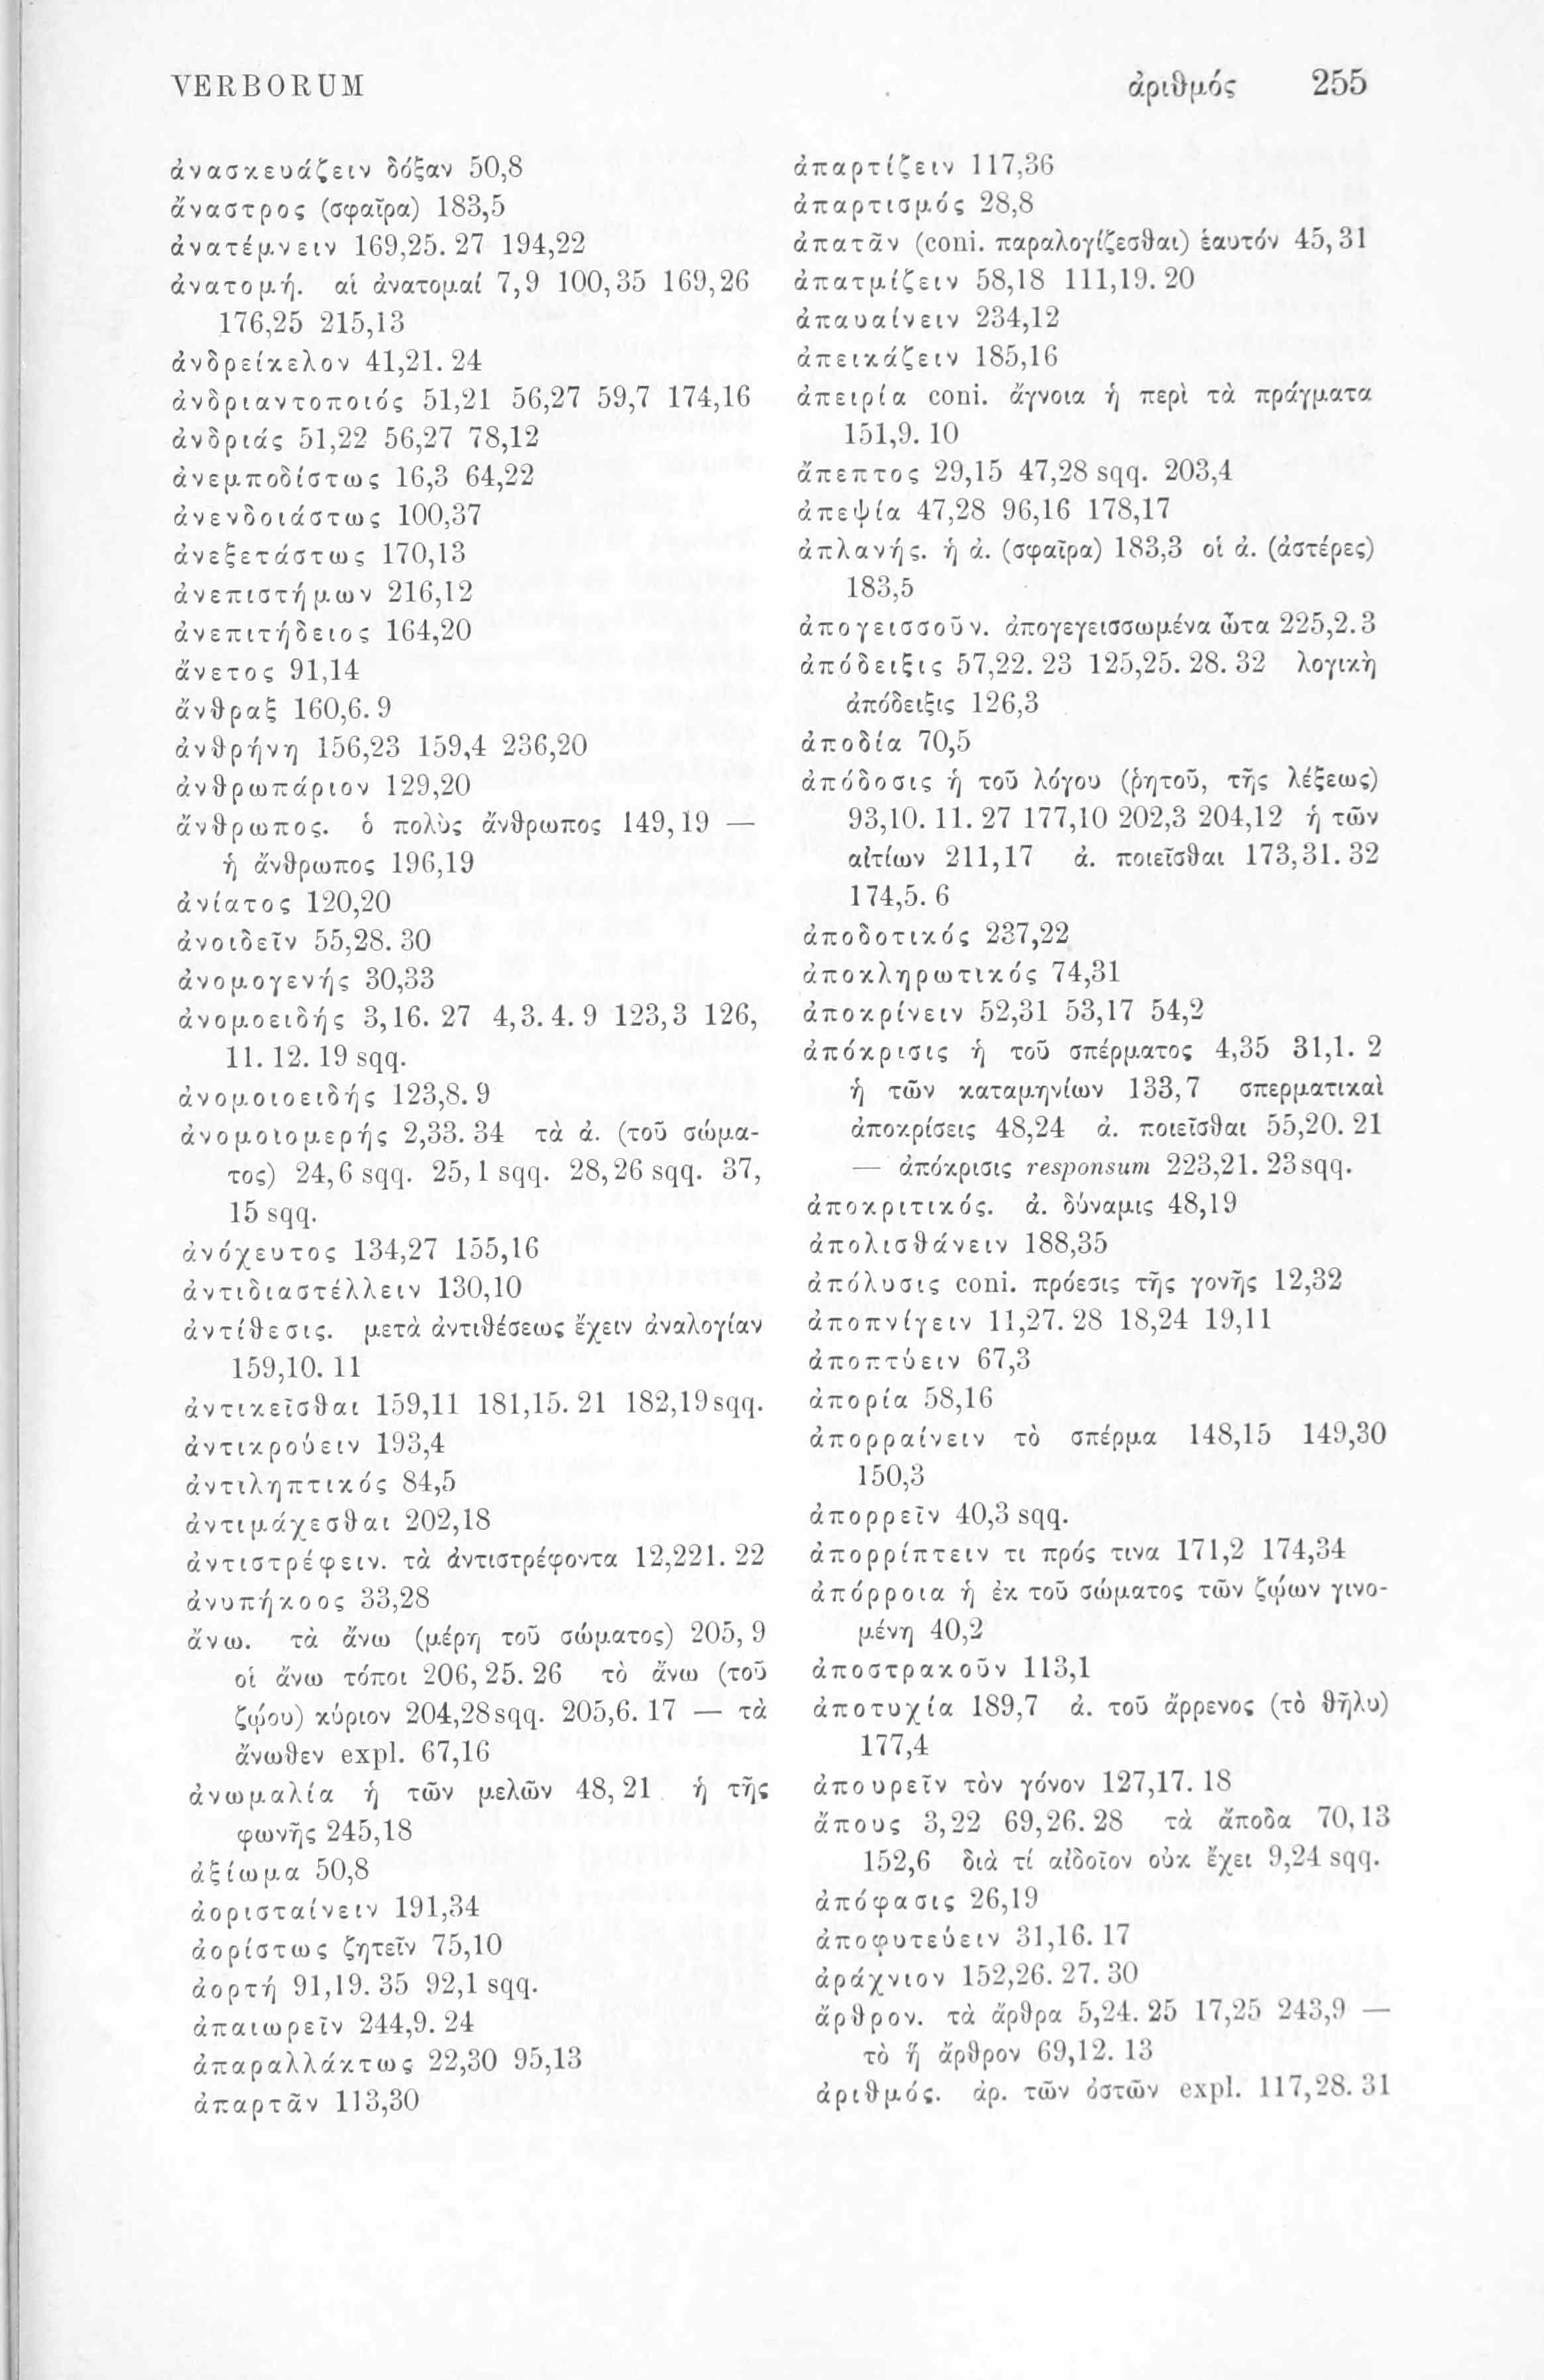 VERBORUM ἀριθμός 255
ἀνασκευάζειν δόξαν 50,8
ἄναστρος (σφαῖρα) 183,5
ἀνατέμνειν 169,25. 27 194,22
ἀνατομή. αἱ ἀνατομαί 7,9 100,35 169,26
176,25 215,13
ἀνδρείκελον 41,21. 24
ἀνδριαντοποιός 51,21 56,27 59,7 174,16
ἀνδριάς 51,22 56,27 78,12
ἀνεμποδίστως 16,3 64,22
ἀνενδοιάστως 100,37
ἀνεξετάστως 170,13
ἀνεπιστήμων 216,12
ἀνεπιτήδειος 164,20
ἄνετος 91,14
ἄνθραξ 160,6. 9
ἀνθρήνη 156,23 159,4 236,20
ἀνθρωπάριον 129,20
ἄνθρωπος. ὁ πολὺς ἄνθρωπος 149,19 —
ἡ ἄνθρωπος 196,19
ἀνίατος 120,20
ἀνοιδεῖν 55,28. 30
ἀνομογενής 30,33
ἀνομοειδής 3,16. 27 4,3. 4. 9 123,3 126,
11. 12. 19 sqq.
ἀνομοιοειδής 123,8. 9
ἀνομοιομερής 2,33. 34 τὰ ἀ. (τοῦ σώμα-
τος) 24,6 sqq. 25,1 sqq. 28,26 sqq. 37,
15 sqq.
ἀνόχευτος 134,27 155,16
ἀντιδιαστέλλειν 130,10
ἀντίθεσις. μετὰ ἀντιθέσεως ἔχειν ἀναλογίαν
159,10. 11
ἀντικεῖσθαι 159,11 181,15. 21 182,19 sqq.
ἀντικρούειν 193,4
ἀντιληπτικός 84,5
ἀντιμάχεσθαι 202,18
ἀντιστρέφειν. τὰ ἀντιστρέφοντα 12,221. 22
ἀνυπήκοος 33,28
ἄνω. τὰ ἄνω (μέρη τοῦ σώματος) 205, 9
οἱ ἄνω τόποι 206, 25. 26 τὸ ἄνω (τοῦ
ζῴου) κύριον 204,28 sqq. 205,6. 17 — τὰ
ἄνωθεν expl. 67,16
ἀνωμαλία ἡ τῶν μελῶν 48, 21 ἡ τῆς
φωνῆς 245,18
ἀξίωμα 50,8
ἀορισταίνειν 191,34
ἀορίστως ζητεῖν 75,10
ἀορτή 91,19. 35 92,1 sqq.
ἀπαιωρεῖν 244,9. 24
ἀπαραλλάκτως 22,30 95,13
ἀπαρτᾶν 113,30
ἀπαρτίζειν 117,36
ἀπαρτισμός 28,8
ἀπατᾶν (coni. παραλογίζεσθαι) ἑαυτόν 45, 31
ἀπατμίζειν 58,18 111,19. 20
ἀπαυαίνειν 234,12
ἀπεικάζειν 185,16
ἀπειρία coni. ἄγνοια ἡ περὶ τὰ πράγματα
151,9. 10
ἄπεπτος 29,15 47,28 sqq. 203,4
ἀπεψία 47,28 96,16 178,17
ἀπλανής. ἡ ἀ. (σφαῖρα) 183,3 οἱ ἀ. (ἀστέρες)
183,5
ἀπογεισσοῦν. ἀπογεγεισσωμένα ὦτα 225,2. 3
ἀπόδειξις 57,22. 23 125,25. 28. 32 λογικὴ
ἀπόδειξις 126,3
ἀποδία 70,5
ἀπόδοσις ἡ τοῦ λόγου (ῥητοῦ, τῆς λέξεως)
93,10. 11. 27 177,10 202,3 204,12 ἡ τῶν
αἰτίων 211,17 ἀ. ποιεῖσθαι 173,31. 32
174,5. 6
ἀποδοτικός 237,22
ἀποκληρωτικός 74,31
ἀποκρίνειν 52,31 53,17 54,2
ἀπόκρισις ἡ τοῦ σπέρματος 4,35 31,1. 2
ἡ τῶν καταμηνίων 133,7 σπερματικαὶ
ἀποκρίσεις 48,24 ἀ. ποιεῖσθαι 55,20. 21
— ἀπόκρισις responsum 223,21. 23 sqq.
ἀποκριτικός. ἀ. δύναμις 48,19
ἀπολισθάνειν 188,35
ἀπόλυσις coni. πρόεσις τῆς γονῆς 12,32
ἀποπνίγειν 11,27. 28 18,24 19,11
ἀποπτύειν 67,3
ἀπορία 58,16
ἀπορραίνειν τὸ σπέρμα 148,15 149,30
150,3
ἀπορρεῖν 40,3 sqq.
ἀπορρίπτειν τι πρός τινα 171,2 174,34
ἀπόρροια ἡ ἐκ τοῦ σώματος τῶν ζῴων γινο-
μένη 40,2
ἀποστρακοῦν 113,1
ἀποτυχία 189,7 ἀ. τοῦ ἄρρενος (τὸ θῆλυ)
177,4
ἀπουρεῖν τὸν γόνον 127,17. 18
ἄπους 3,22 69,26. 28 τὰ ἄποδα 70,13
152,6 διὰ τί αἰδοῖον οὐκ ἔχει 9,24 sqq.
ἀπόφασις 26,19
ἀποφυτεύειν 31,16. 17
ἀράχνιον 152,26. 27. 30
ἄρθρον. τὰ ἄρθρα 5,24. 25 17,25 243,9 —
τὸ ἥ ἄρθρον 69,12. 13
ἀριθμός. ἀρ. τῶν ὀστῶν expl. 117,28. 31